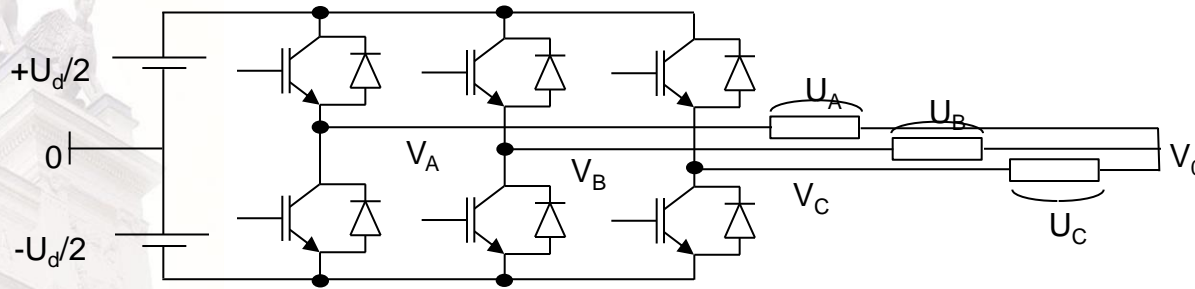 +U_d/2
0
-U_d/2
V_A
V_B
V_C
U_A
U_B
U_C
V_0